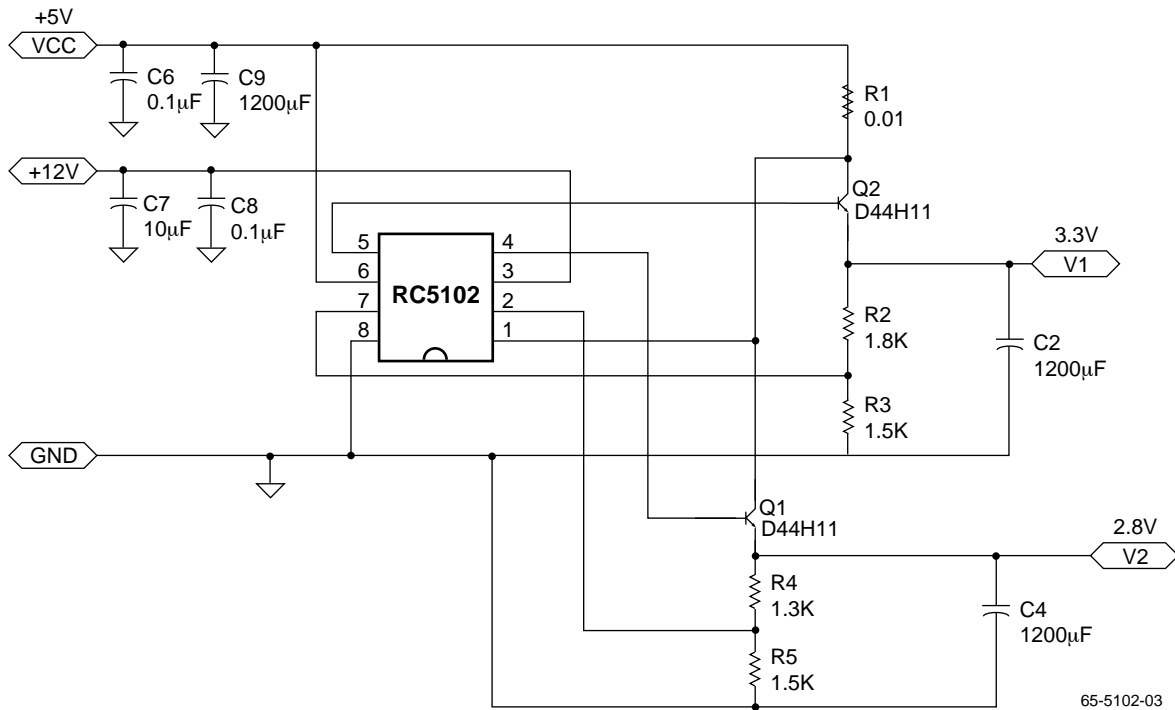 +5V
VCC
C6
0.1µF
C9
1200µF
R1
0.01
+12V
C7
10µF
C8
0.1µF
Q2
D44H11
5
6
7
8
RC5102
4
3
2
1
3.3V
V1
R2
1.8K
C2
1200µF
R3
1.5K
GND
Q1
D44H11
2.8V
V2
R4
1.3K
C4
1200µF
R5
1.5K
65-5102-03